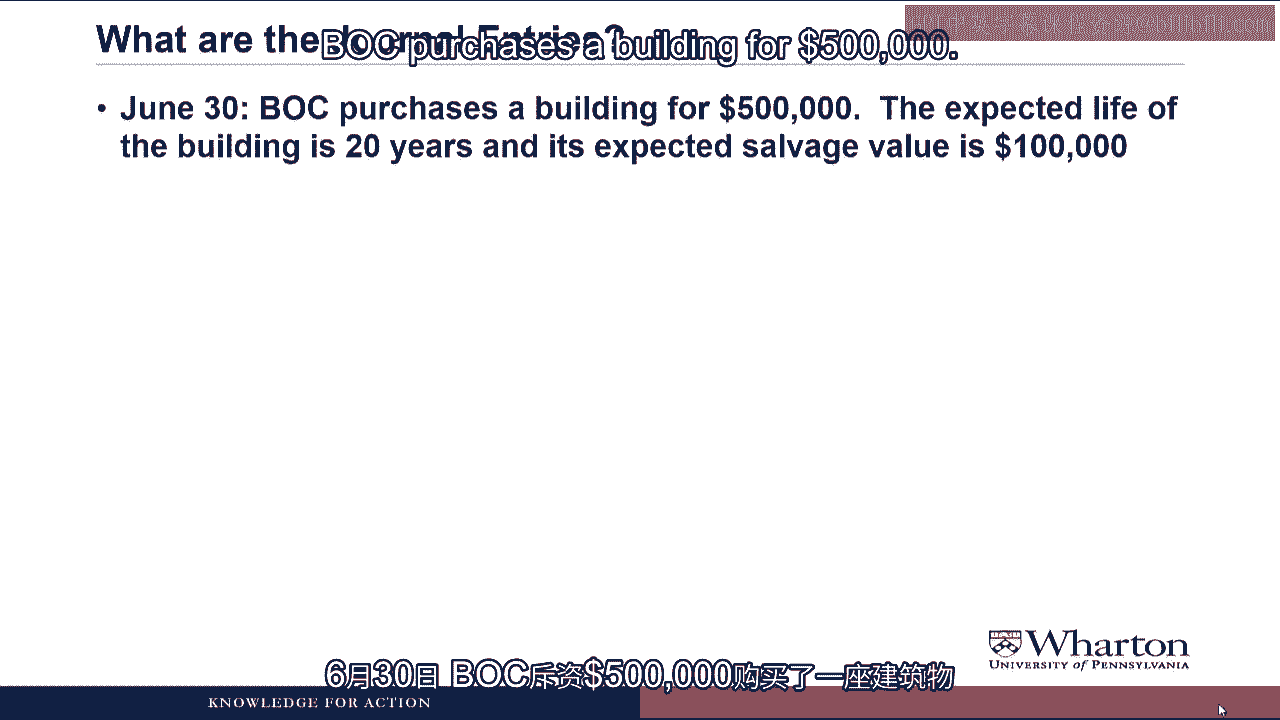 What are the Journal Entries?
BOC purchases a building for $500,000.
• June 30: BOC purchases a building for $500,000. The expected life of
the building is 20 years and its expected salvage value is $100,000
Wharton
UNIVERSITY of PENNSYLVANIA
6月30日 BOC斥资$500,000购买了一座建筑物
KNOWLEDGE FOR ACTION